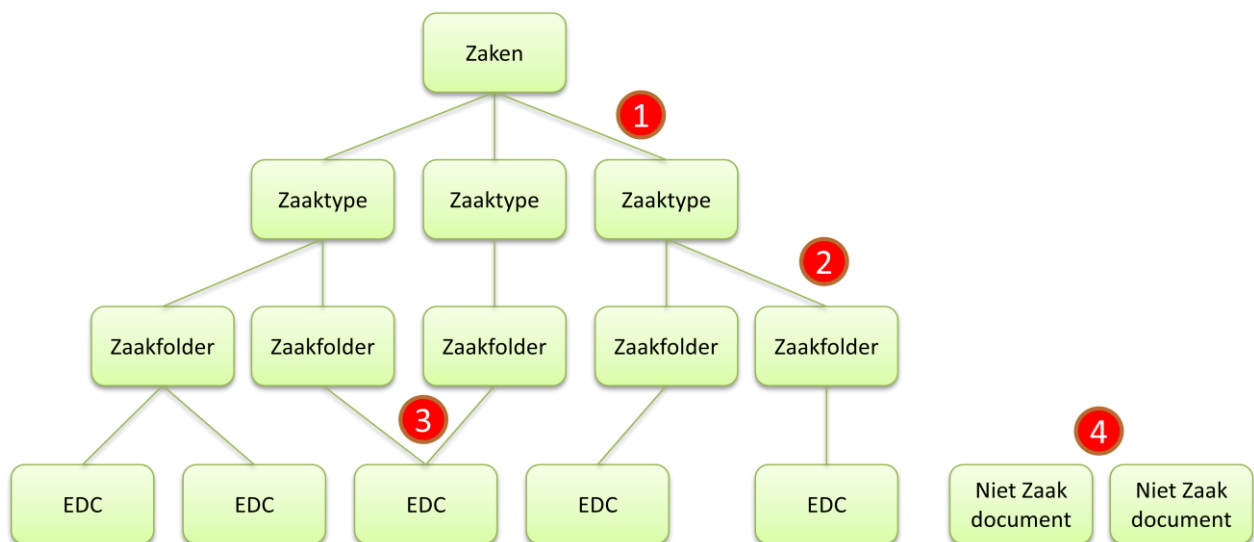 Zaken
1
Zaaktype
Zaaktype
Zaaktype
2
Zaakfolder
Zaakfolder
Zaakfolder
Zaakfolder
Zaakfolder
3
4
EDC
EDC
EDC
EDC
EDC
Niet Zaak
document
Niet Zaak
document